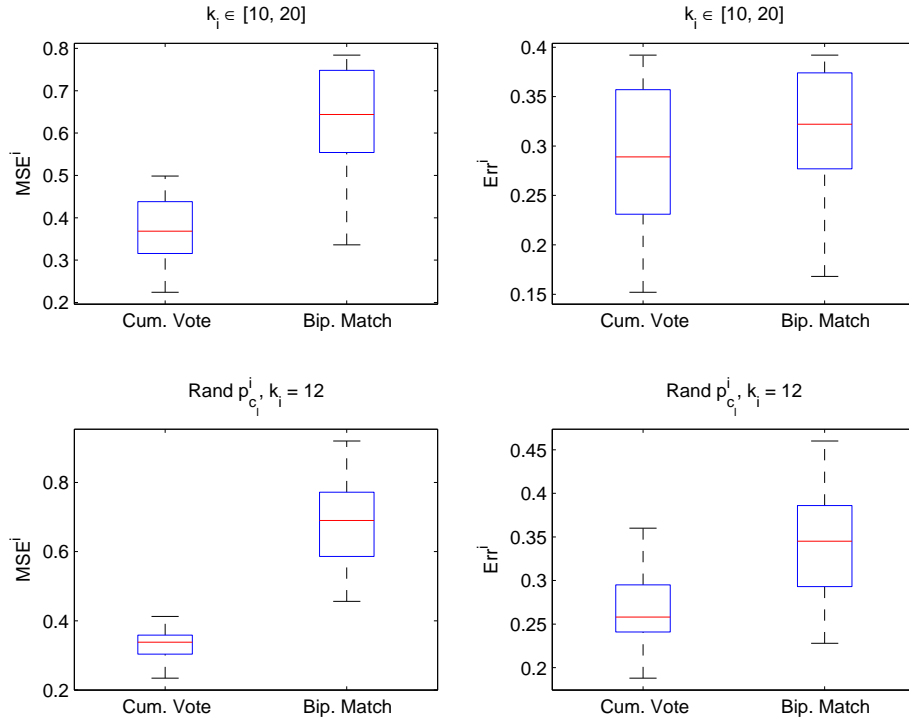 k_i ∈ [10, 20]
0.8
0.7
0.6
0.5
0.4
0.3
0.2
MSE^i
Cum. Vote Bip. Match
k_i ∈ [10, 20]
0.4
0.35
0.3
0.25
0.2
0.15
Err^i
Cum. Vote Bip. Match
Rand p^i_{c_l}, k_i = 12
0.8
0.6
0.4
0.2
MSE^i
Cum. Vote Bip. Match
Rand p^i_{c_l}, k_i = 12
0.45
0.4
0.35
0.3
0.25
0.2
Err^i
Cum. Vote Bip. Match